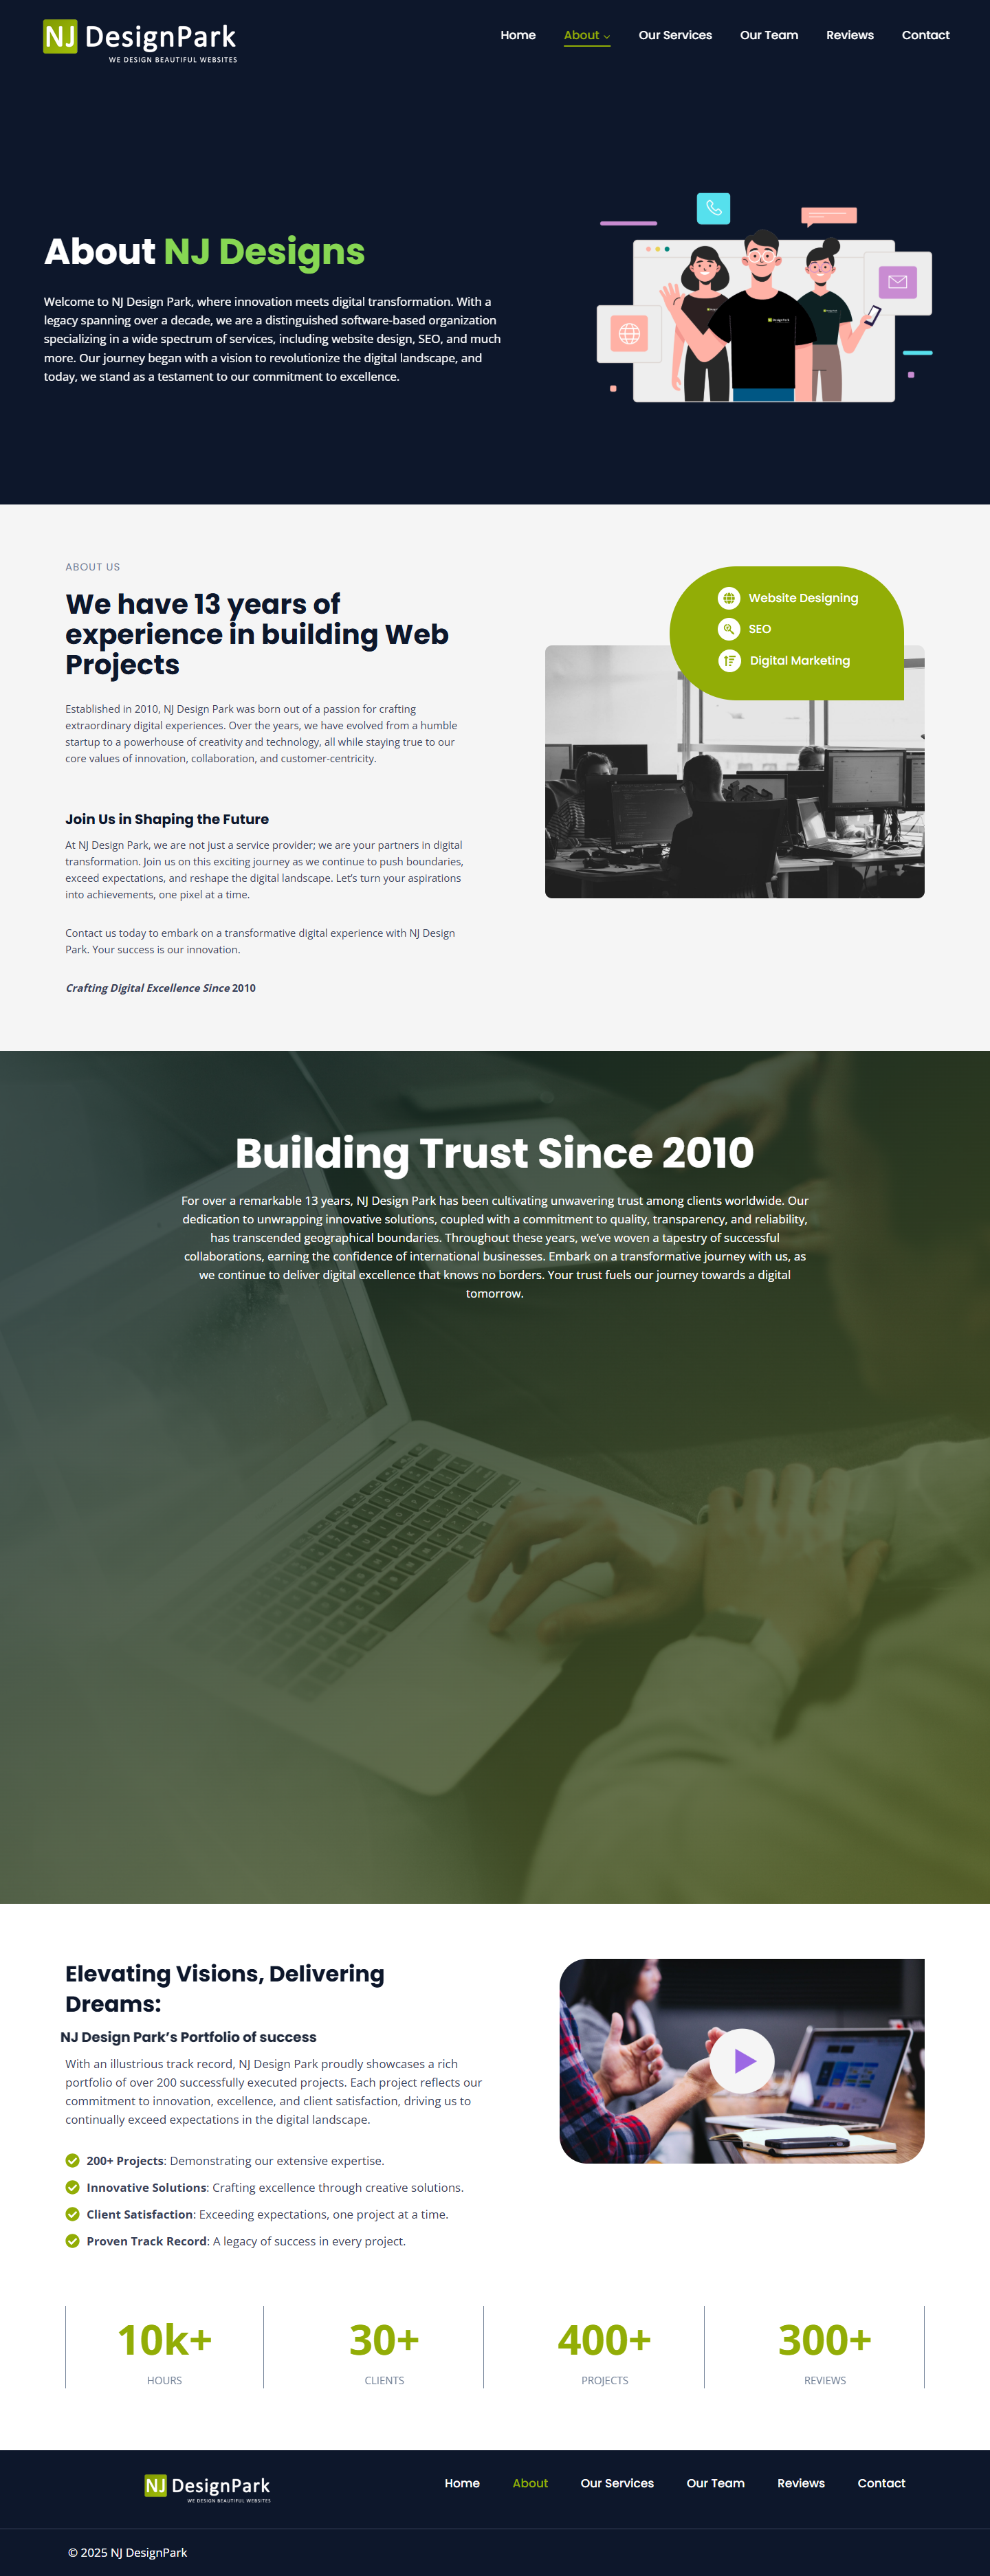 NJ DesignPark
WE DESIGN BEAUTIFUL WEBSITES
Home
About
Our Services
Our Team
Reviews
Contact
About NJ Designs
Welcome to NJ Design Park, where innovation meets digital transformation. With a
legacy spanning over a decade, we are a distinguished software-based organization
specializing in a wide spectrum of services, including website design, SEO, and much
more. Our journey began with a vision to revolutionize the digital landscape, and
today, we stand as a testament to our commitment to excellence.
ABOUT US
We have 13 years of
experience in building Web
Projects
Established in 2010, NJ Design Park was born out of a passion for crafting
extraordinary digital experiences. Over the years, we have evolved from a humble
startup to a powerhouse of creativity and technology, all while staying true to our
core values of innovation, collaboration, and customer-centricity.
Join Us in Shaping the Future
At NJ Design Park, we are not just a service provider; we are your partners in digital
transformation. Join us on this exciting journey as we continue to push boundaries,
exceed expectations, and reshape the digital landscape. Let’s turn your aspirations
into achievements, one pixel at a time.
Contact us today to embark on a transformative digital experience with NJ Design
Park. Your success is our innovation.
Crafting Digital Excellence Since 2010
Website Designing
SEO
Digital Marketing
Building Trust Since 2010
For over a remarkable 13 years, NJ Design Park has been cultivating unwavering trust among clients worldwide. Our
dedication to unwrapping innovative solutions, coupled with a commitment to quality, transparency, and reliability,
has transcended geographical boundaries. Throughout these years, we’ve woven a tapestry of successful
collaborations, earning the confidence of international businesses. Embark on a transformative journey with us, as
we continue to deliver digital excellence that knows no borders. Your trust fuels our journey towards a digital
tomorrow.
Elevating Visions, Delivering
Dreams:
NJ Design Park’s Portfolio of success
With an illustrious track record, NJ Design Park proudly showcases a rich
portfolio of over 200 successfully executed projects. Each project reflects our
commitment to innovation, excellence, and client satisfaction, driving us to
continually exceed expectations in the digital landscape.
200+ Projects: Demonstrating our extensive expertise.
Innovative Solutions: Crafting excellence through creative solutions.
Client Satisfaction: Exceeding expectations, one project at a time.
Proven Track Record: A legacy of success in every project.
10k+
HOURS
30+
CLIENTS
400+
PROJECTS
300+
REVIEWS
NJ DesignPark
WE DESIGN BEAUTIFUL WEBSITES
Home
About
Our Services
Our Team
Reviews
Contact
© 2025 NJ DesignPark